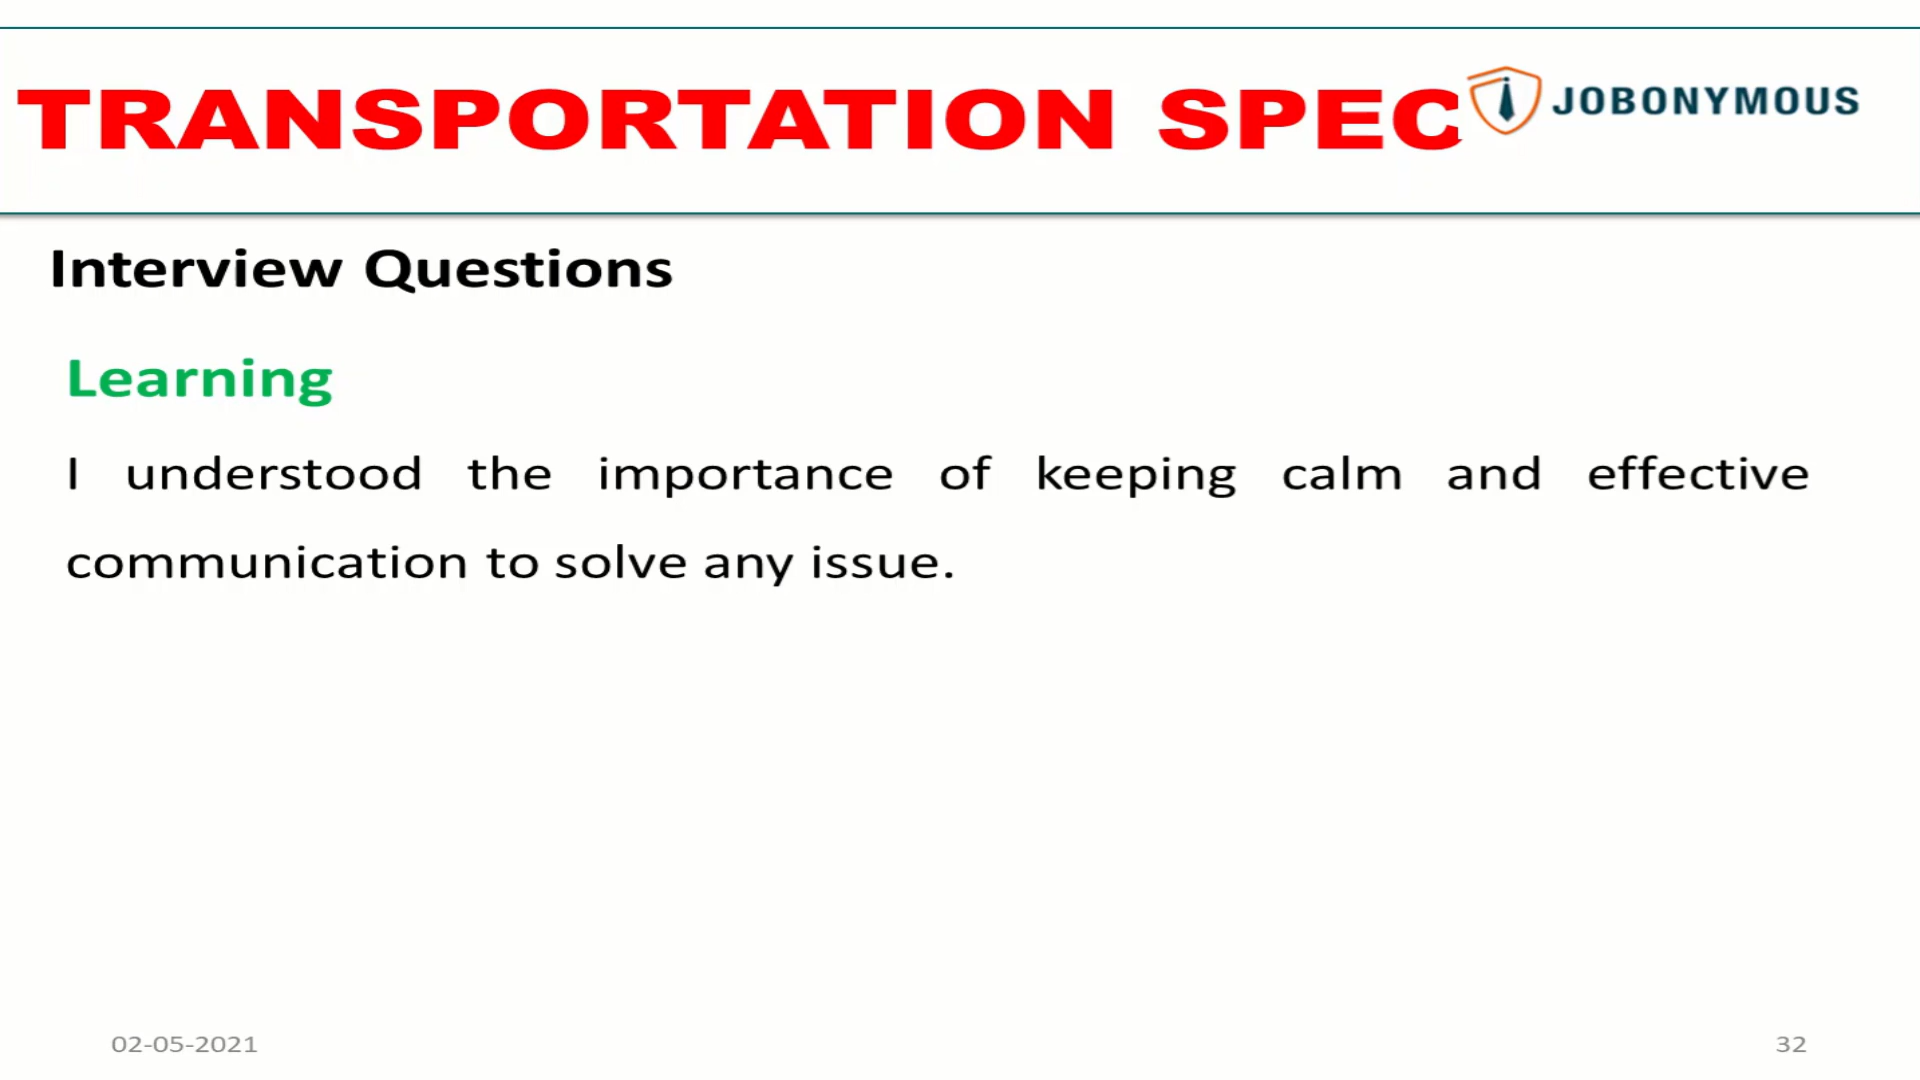 TRANSPORTATION SPEC
JOBONYMOUS
Interview Questions
Learning
I understood the importance of keeping calm and effective
communication to solve any issue.
02-05-2021
32